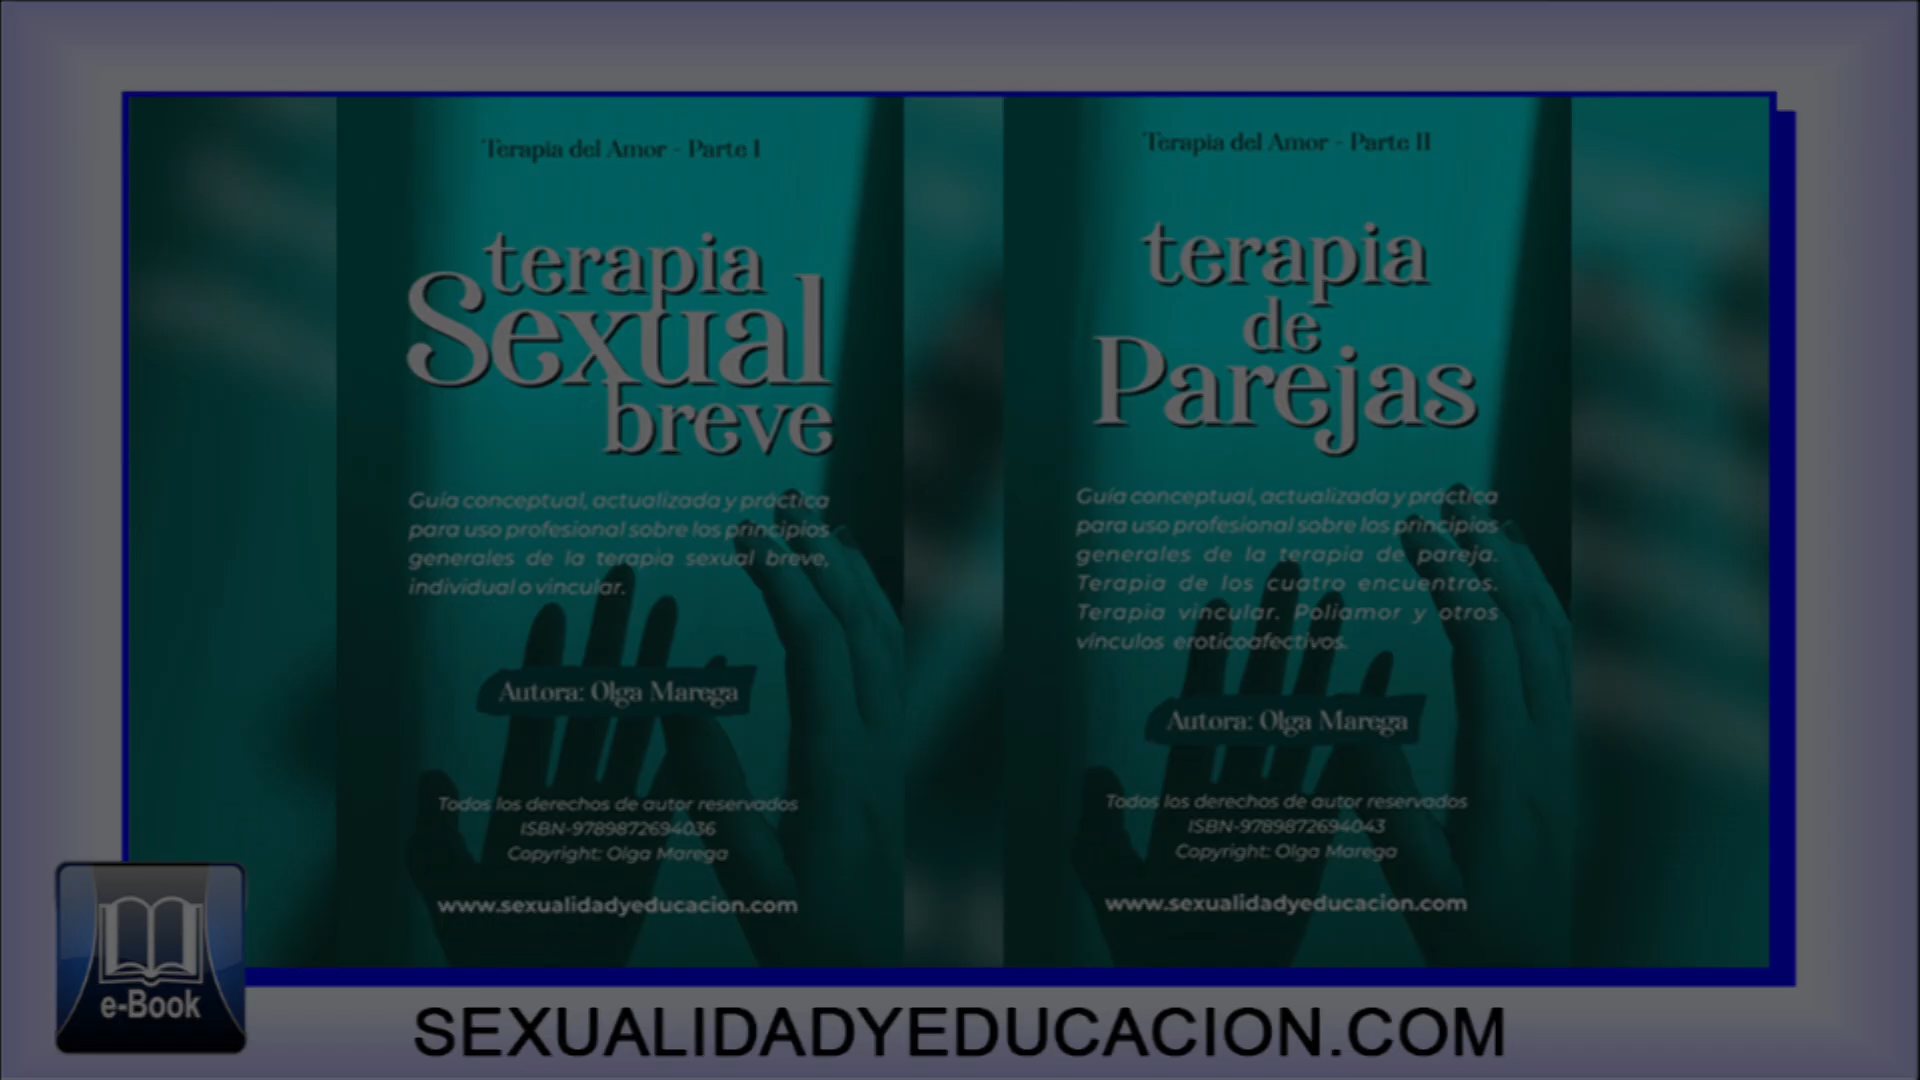 Terapia del Amor - Parte I
terapia
Sexual
breve
Guía conceptual, actualizada y práctica
para uso profesional sobre los principios
generales de la terapia sexual breve,
individual o vincular.
Autora: Olga Marega
Todos los derechos de autor reservados
ISBN-9789872694036
Copyright: Olga Marega
www.sexualidadyeducacion.com
Terapia del Amor - Parte II
terapia
de
Parejas
Guía conceptual, actualizada y práctica
para uso profesional sobre los principios
generales de la terapia de pareja.
Terapia de los cuatro encuentros.
Terapia vincular. Poliamor y otros
vínculos eroticoafectivos.
Autora: Olga Marega
Todos los derechos de autor reservados
ISBN-9789872694043
Copyright: Olga Marega
www.sexualidadyeducacion.com
e-Book
SEXUALIDADYEDUCACION.COM